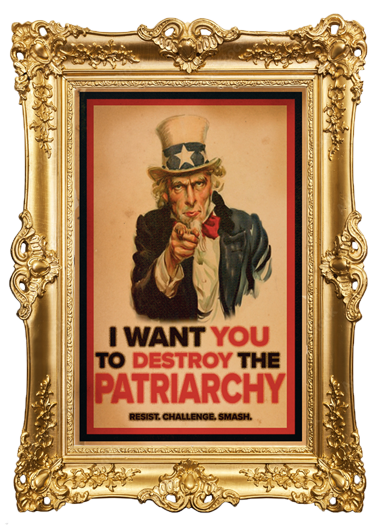 I WANT YOU
TO DESTROY THE
PATRIARCHY
RESIST. CHALLENGE. SMASH.